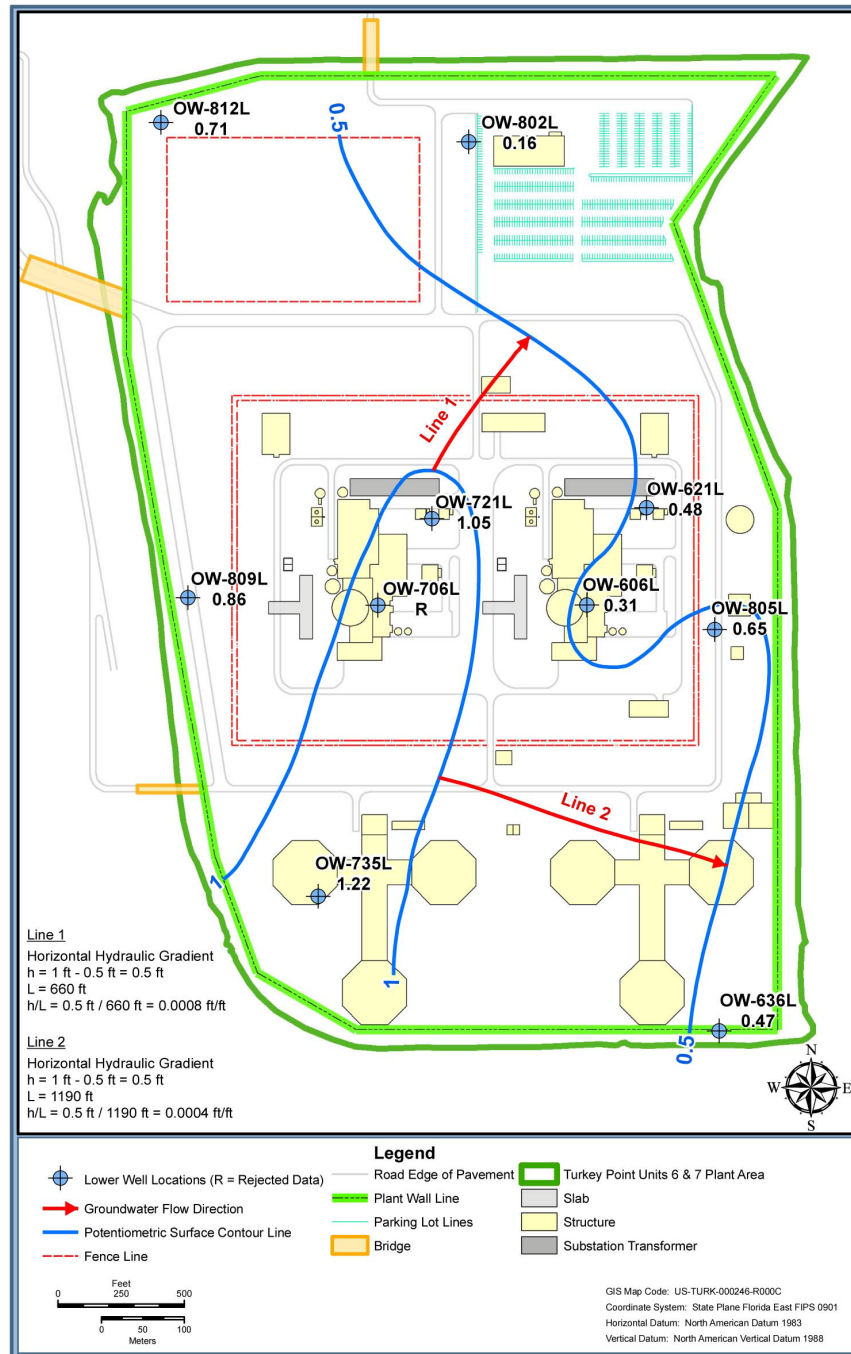 0.5
OW-812L
0.71
OW-802L
0.16
Line 1
OW-721L
1.05
OW-621L
0.48
OW-809L
0.86
OW-706L
R
OW-606L
0.31
OW-805L
0.65
Line 2
OW-735L
1.22
1
1
OW-636L
0.47
0.5
Line 1
Horizontal Hydraulic Gradient
h = 1 ft - 0.5 ft = 0.5 ft
L = 660 ft
h/L = 0.5 ft / 660 ft = 0.0008 ft/ft
Line 2
Horizontal Hydraulic Gradient
h = 1 ft - 0.5 ft = 0.5 ft
L = 1190 ft
h/L = 0.5 ft / 1190 ft = 0.0004 ft/ft
N
W E
S
Legend
Lower Well Locations (R = Rejected Data)
Groundwater Flow Direction
Potentiometric Surface Contour Line
Fence Line
Road Edge of Pavement
Plant Wall Line
Parking Lot Lines
Bridge
Turkey Point Units 6 & 7 Plant Area
Slab
Structure
Substation Transformer
Feet
0 250 500
0 50 100
Meters
GIS Map Code: US-TURK-000246-R000C
Coordinate System: State Plane Florida East FIPS 0901
Horizontal Datum: North American Datum 1983
Vertical Datum: North American Vertical Datum 1988